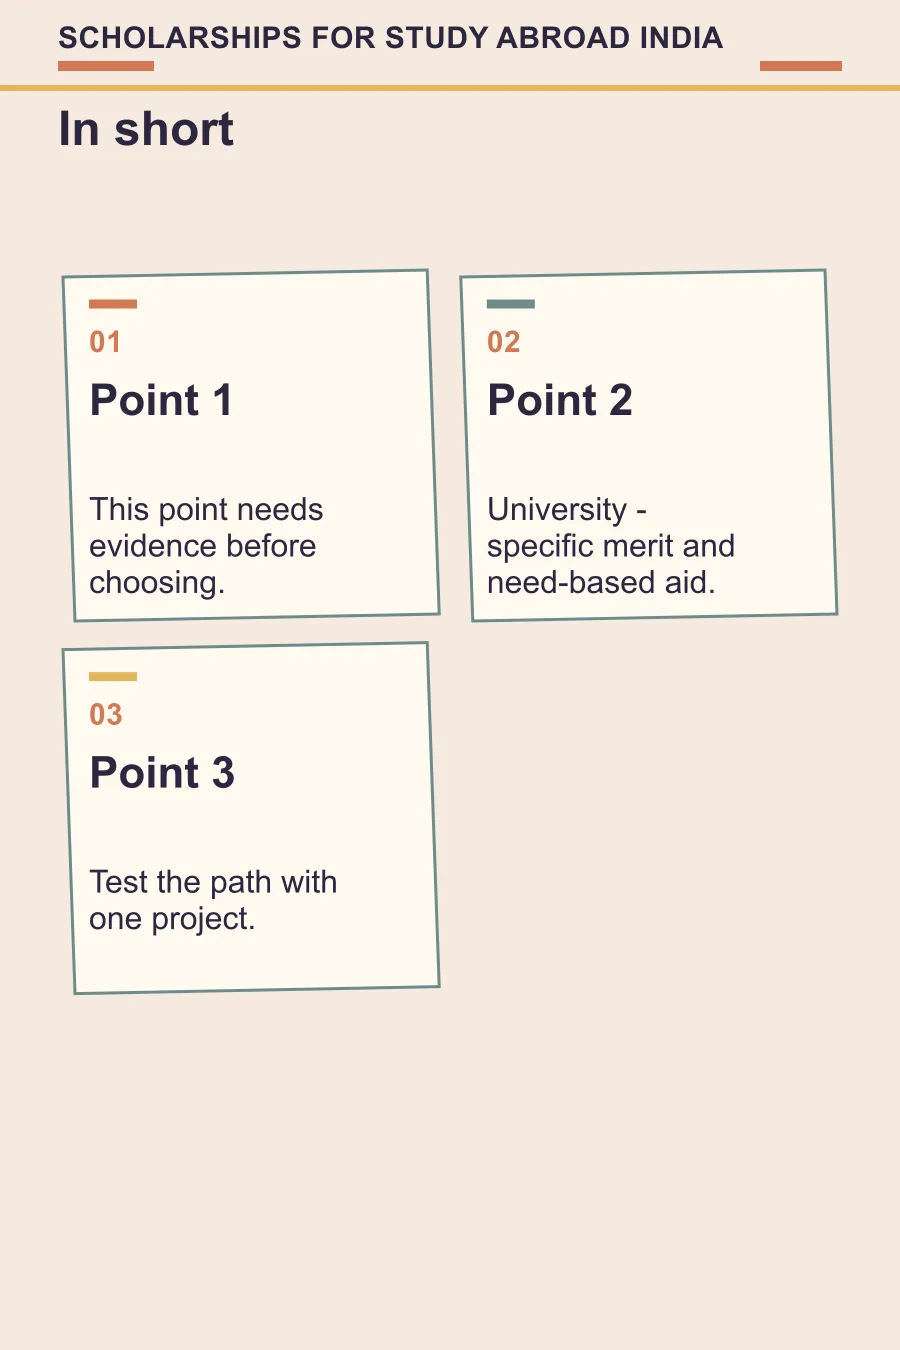 SCHOLARSHIPS FOR STUDY ABROAD INDIA
In short
01
Point 1
This point needs
evidence before
choosing.
02
Point 2
University -
specific merit and
need-based aid.
03
Point 3
Test the path with
one project.